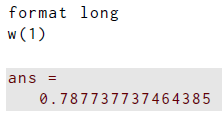 format long
w(1)
ans =
0.787737737464385